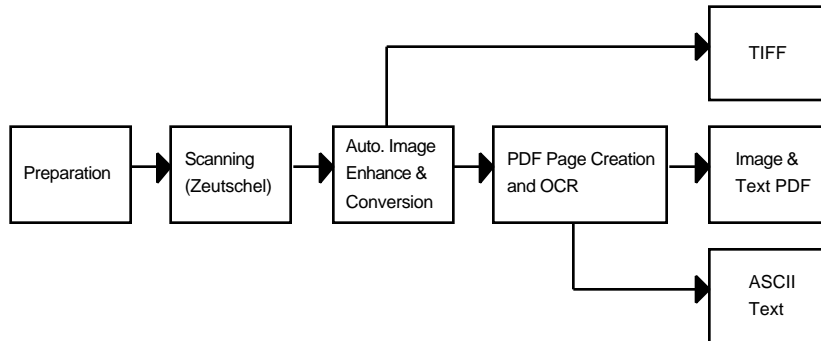 TIFF
Preparation
Scanning
(Zeutschel)
Auto. Image
Enhance &
Conversion
PDF Page Creation
and OCR
Image &
Text PDF
ASCII
Text